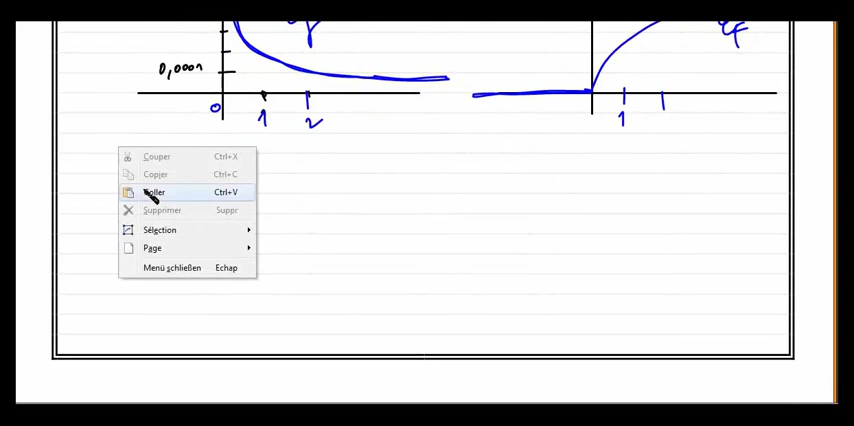 0,0001
0
1
2
1
Couper Ctrl+X
Copier Ctrl+C
Coller Ctrl+V
Supprimer Suppr
Sélection
Page
Menü schließen Echap